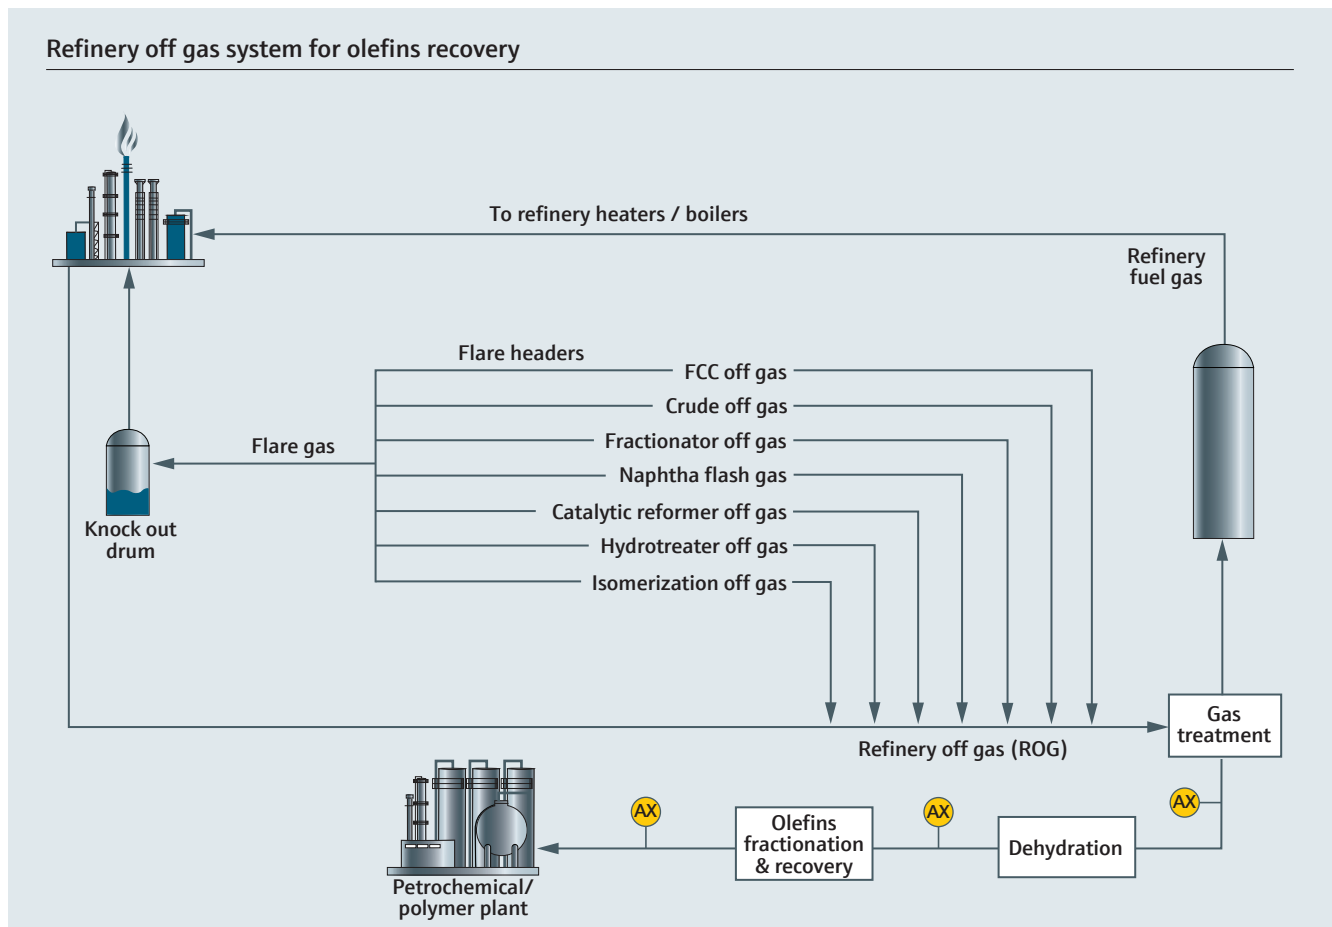 Refinery off gas system for olefins recovery
To refinery heaters / boilers
Refinery
fuel gas
Flare headers
FCC off gas
Crude off gas
Flare gas
Fractionator off gas
Naphtha flash gas
Catalytic reformer off gas
Knock out
drum
Hydrotreater off gas
Isomerization off gas
Gas
treatment
Refinery off gas (ROG)
AX
AX
AX
Olefins
fractionation
& recovery
Dehydration
Petrochemical/
polymer plant